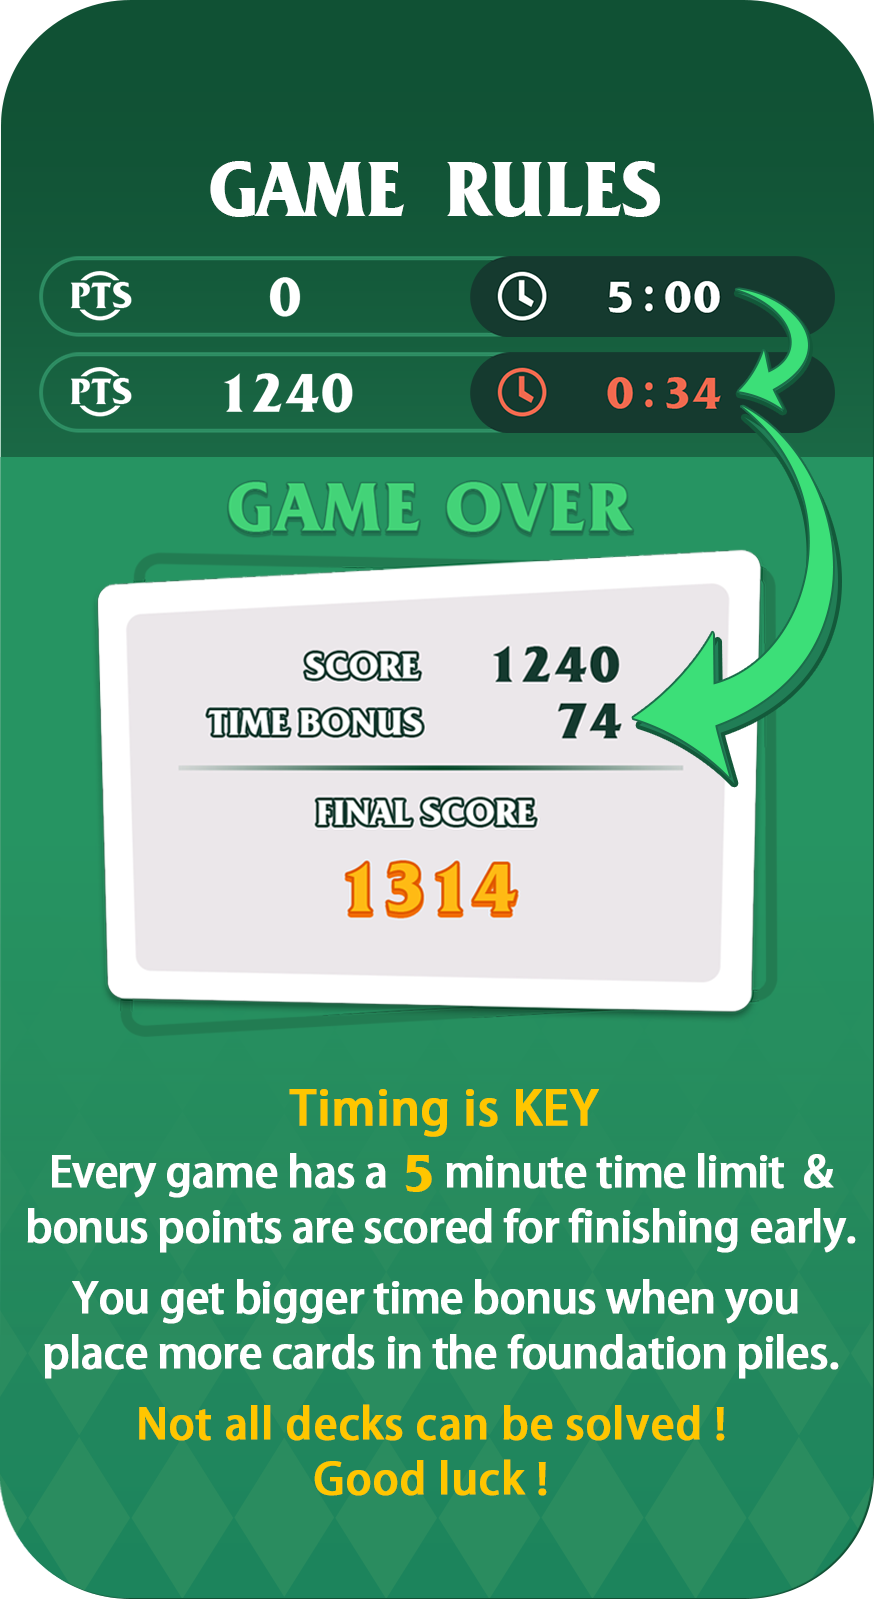 GAME RULES
PTS 0 5:00
PTS 1240 0:34
GAME OVER
SCORE 1240
TIME BONUS 74
FINAL SCORE
1314
Timing is KEY
Every game has a 5 minute time limit &
bonus points are scored for finishing early.
You get bigger time bonus when you
place more cards in the foundation piles.
Not all decks can be solved !
Good luck !